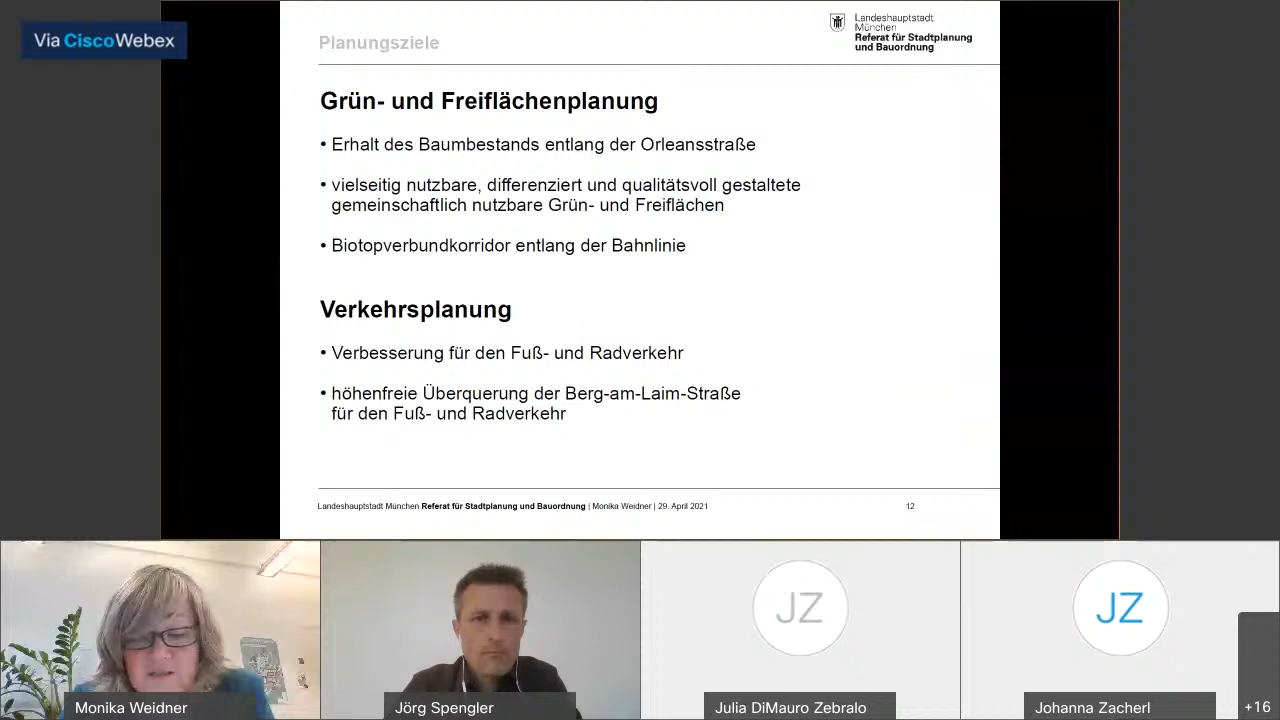 Via Cisco Webex
Planungsziele
Landeshauptstadt
München
Referat für Stadtplanung
und Bauordnung
Grün- und Freiflächenplanung
• Erhalt des Baumbestands entlang der Orleansstraße
• vielseitig nutzbare, differenziert und qualitätsvoll gestaltete
gemeinschaftlich nutzbare Grün- und Freiflächen
• Biotopverbundkorridor entlang der Bahnlinie
Verkehrsplanung
• Verbesserung für den Fuß- und Radverkehr
• höhenfreie Überquerung der Berg-am-Laim-Straße
für den Fuß- und Radverkehr
Landeshauptstadt München Referat für Stadtplanung und Bauordnung | Monika Weidner | 29. April 2021 12
JZ JZ
Monika Weidner Jörg Spengler Julia DiMauro Zebralo Johanna Zacherl +16